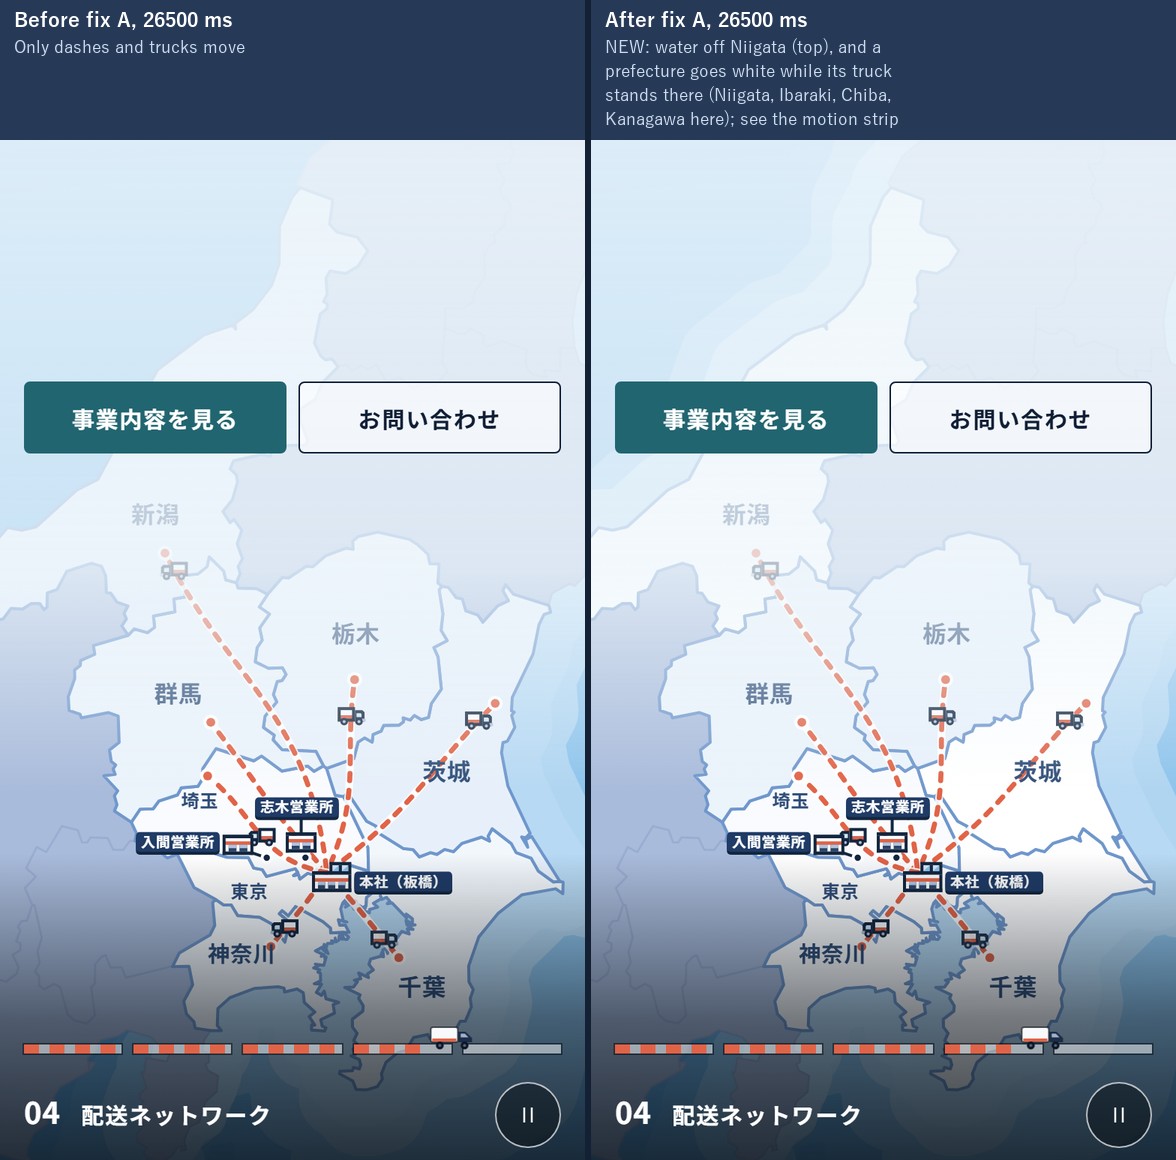 Before fix A, 26500 ms
Only dashes and trucks move
事業内容を見る
お問い合わせ
新潟
栃木
群馬
茨城
埼玉
志木営業所
入間営業所
本社（板橋）
東京
神奈川
千葉
04 配送ネットワーク
After fix A, 26500 ms
NEW: water off Niigata (top), and a
prefecture goes white while its truck
stands there (Niigata, Ibaraki, Chiba,
Kanagawa here); see the motion strip
事業内容を見る
お問い合わせ
新潟
栃木
群馬
茨城
埼玉
志木営業所
入間営業所
本社（板橋）
東京
神奈川
千葉
04 配送ネットワーク